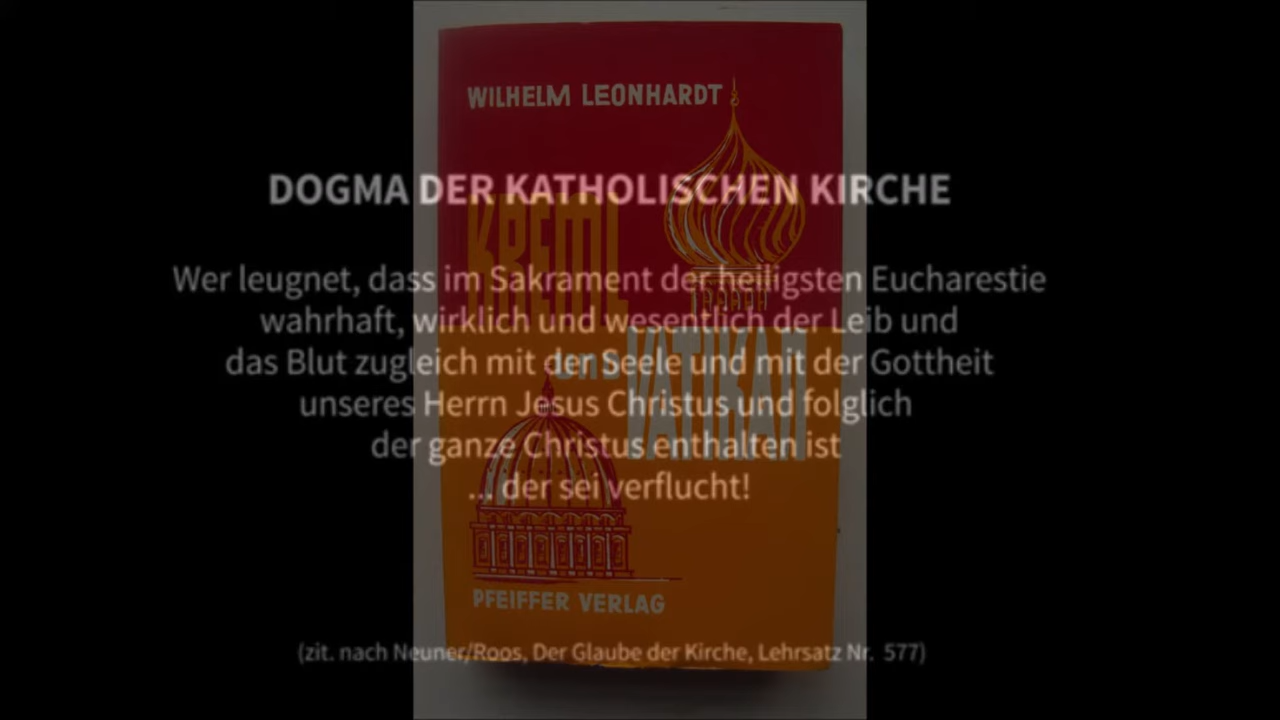 WILHELM LEONHARDT
DOGMA DER KATHOLISCHEN KIRCHE
KREML
Wer leugnet, dass im Sakrament der heiligsten Eucharestie
wahrhaft, wirklich und wesentlich der Leib und
VATIKAN
das Blut zugleich mit der Seele und mit der Gottheit
unseres Herrn Jesus Christus und folglich
der ganze Christus enthalten ist
... der sei verflucht!
PFEIFFER VERLAG
(zit. nach Neuner/Roos, Der Glaube der Kirche, Lehrsatz Nr. 577)